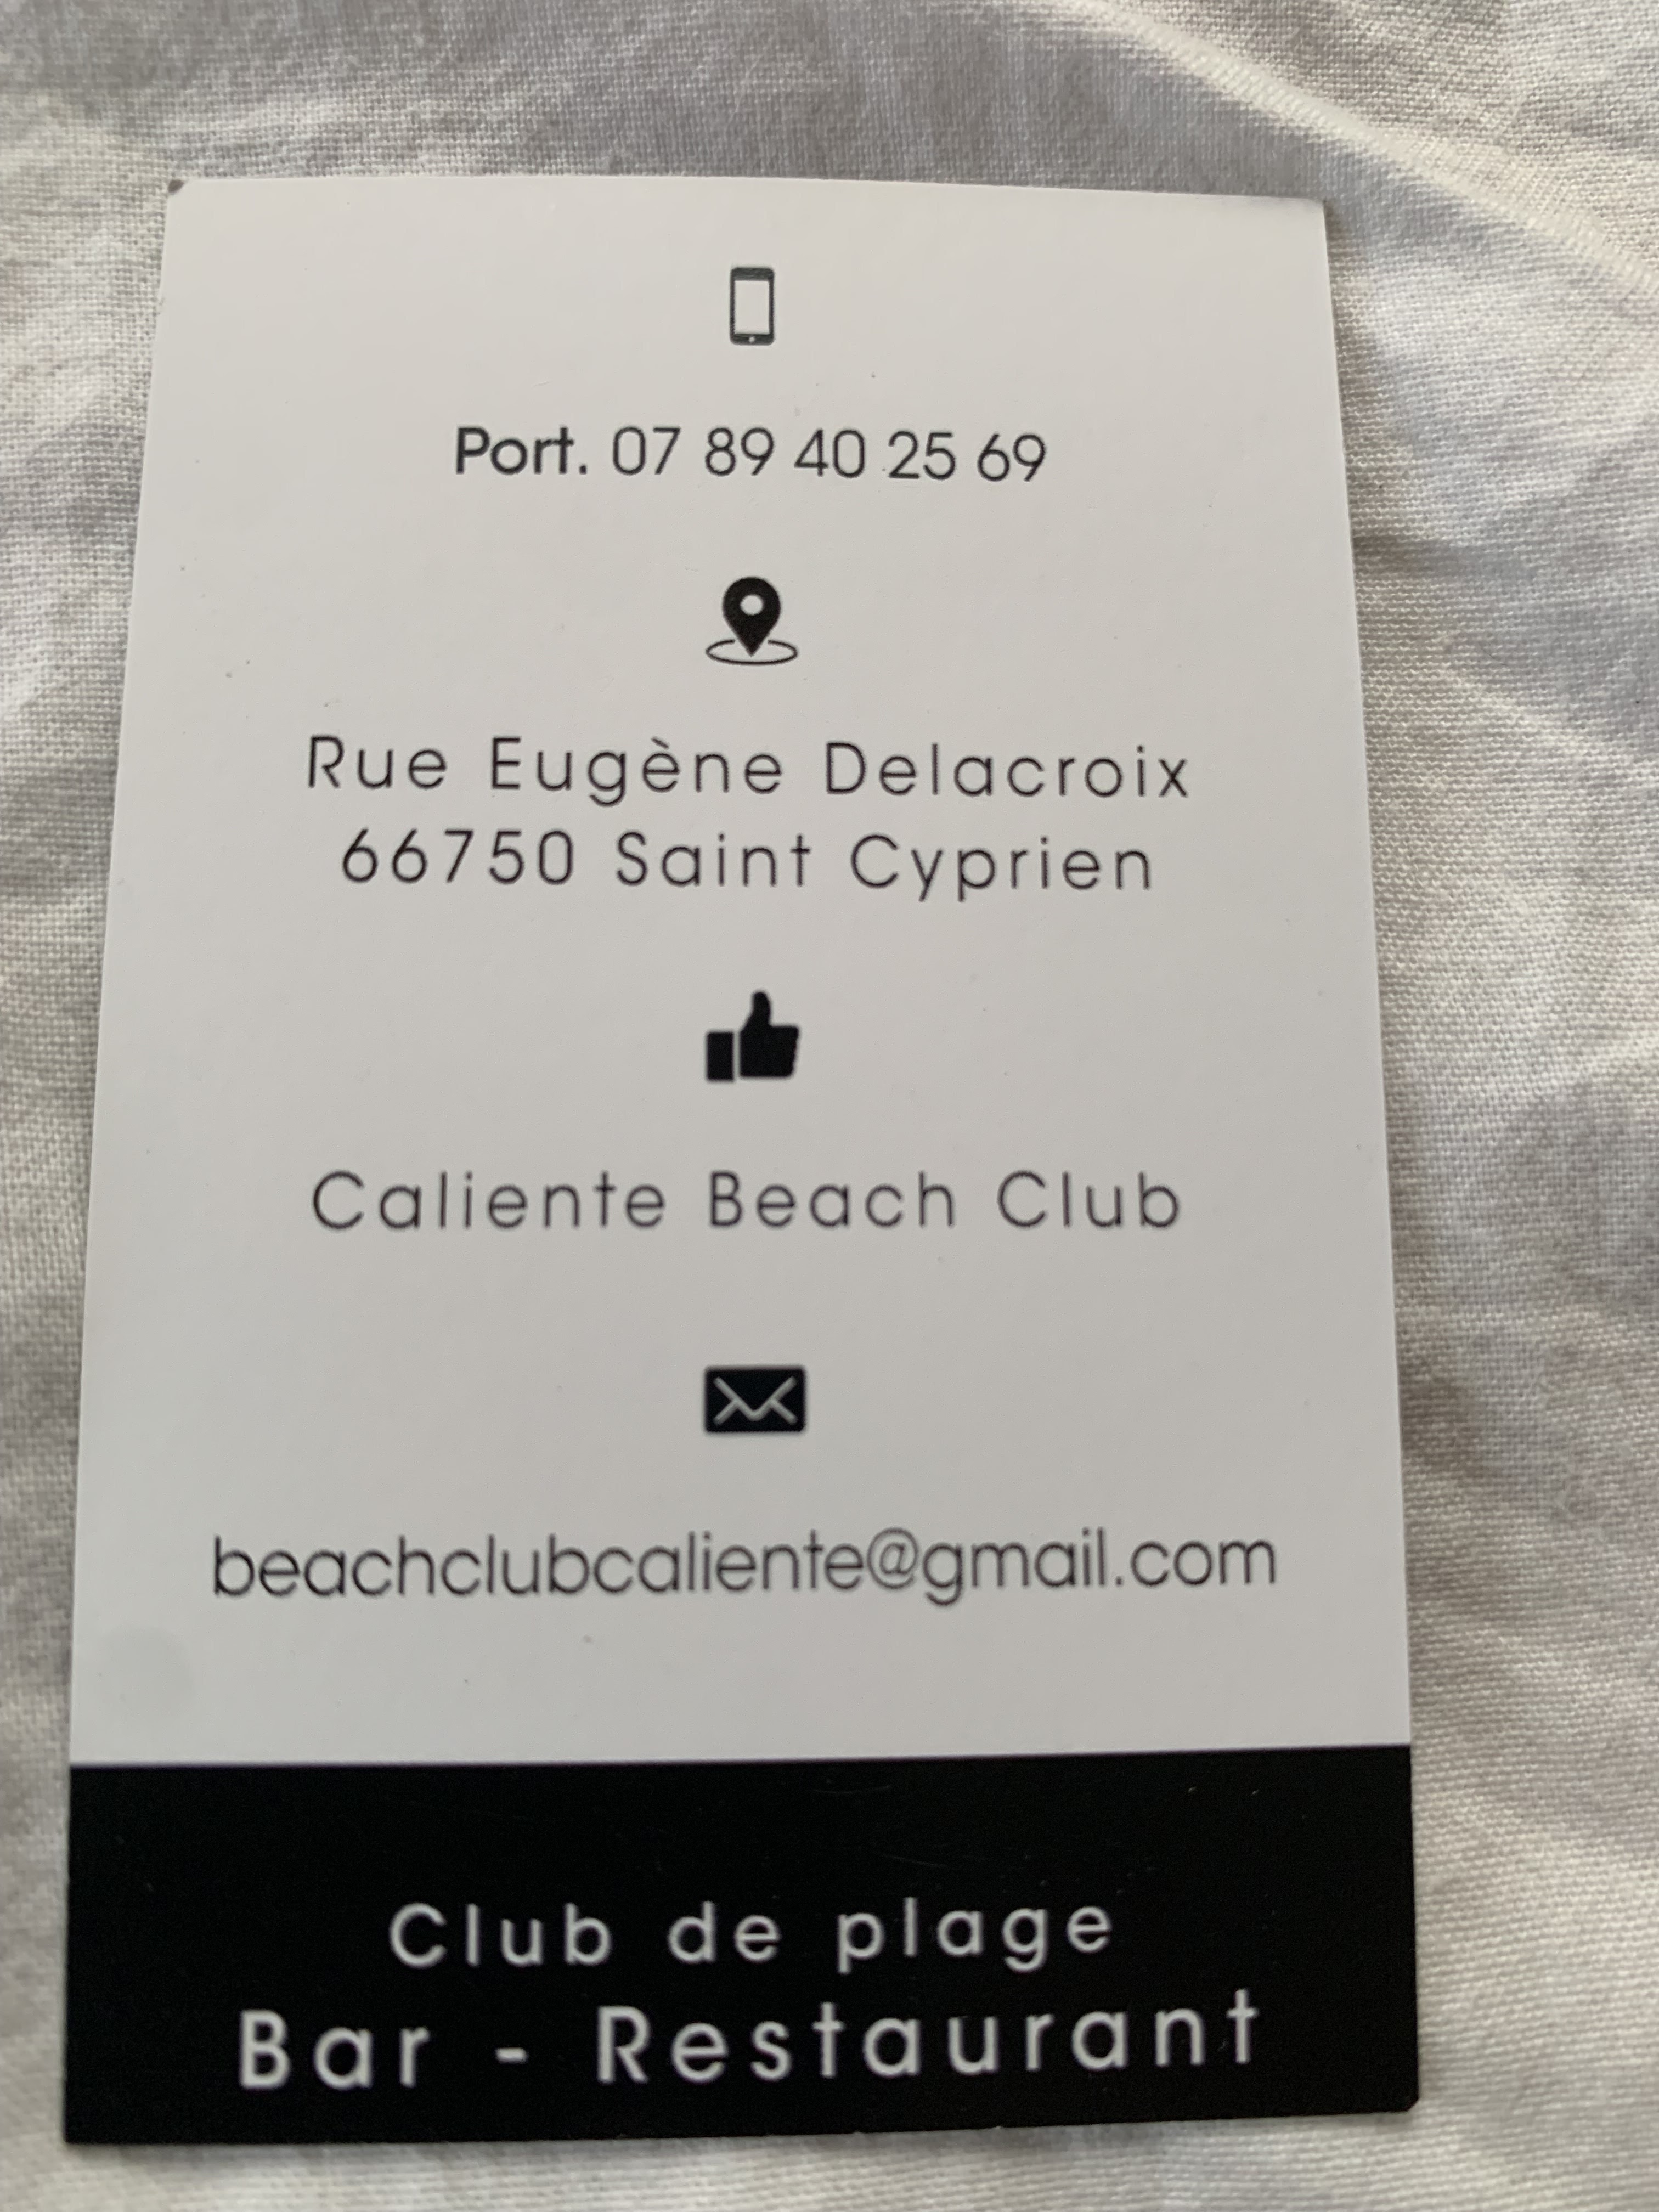 Port. 07 89 40 25 69
Rue Eugène Delacroix
66750 Saint Cyprien
Caliente Beach Club
beachclubcaliente@gmail.com
Club de plage
Bar - Restaurant